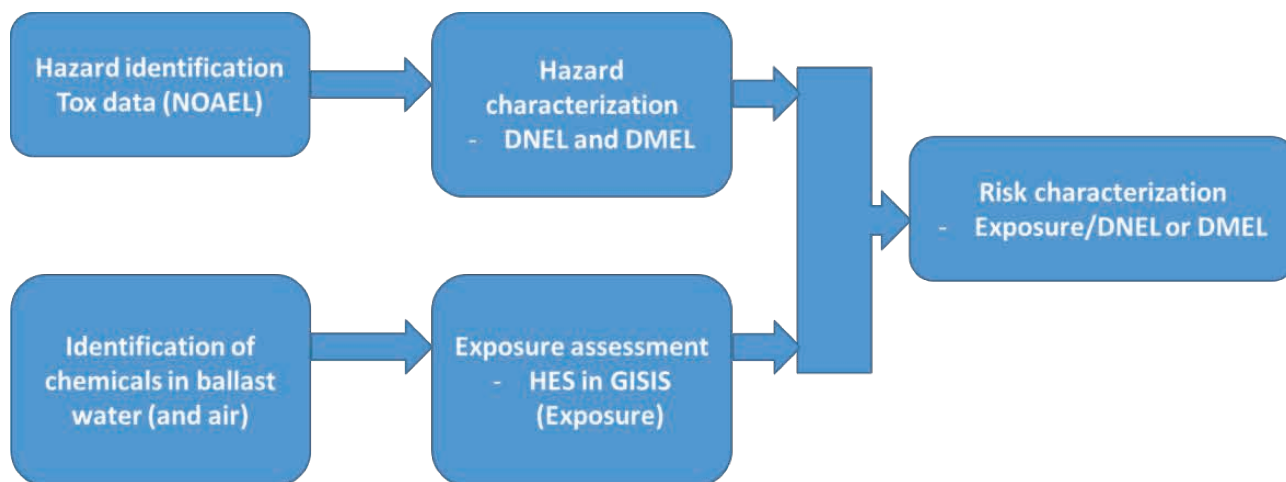 Hazard identification
Tox data (NOAEL)
Hazard
characterization
- DNEL and DMEL
Risk characterization
- Exposure/DNEL or DMEL
Identification of
chemicals in ballast
water (and air)
Exposure assessment
- HES in GISIS
(Exposure)